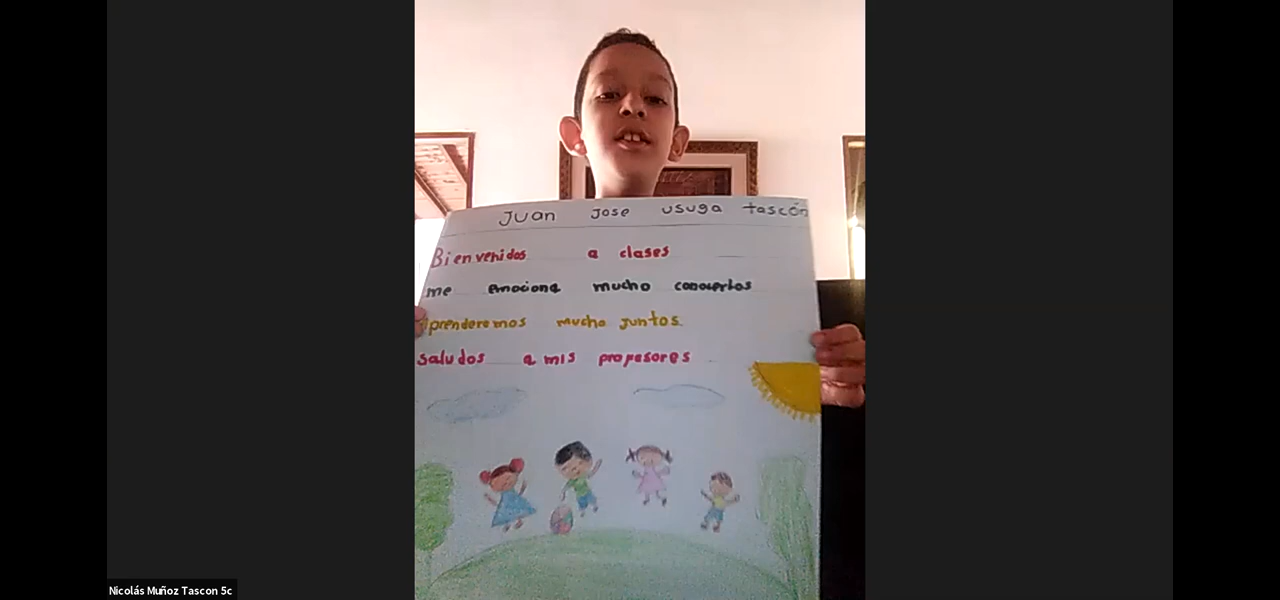 Juan Jose usuga tascón
Bienvenidos a clases
me emociona mucho conocerlos
aprenderemos mucho juntos
saludos a mis profesores
Nicolás Muñoz Tascon 5c